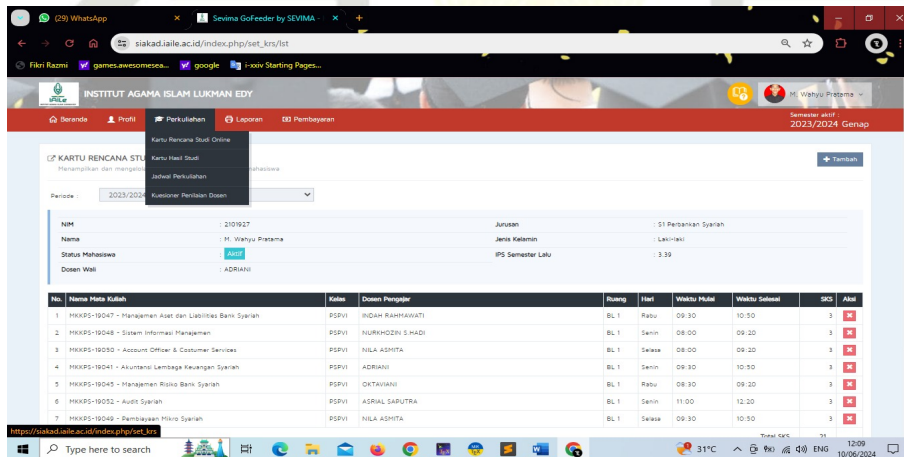 (29) WhatsApp
Sevima GoFeeder by SEVIMA -
siakad.iaile.ac.id/index.php/set_krs/lst
Fikri Razmi games.awesomesea... google i-xxiv Starting Pages...
INSTITUT AGAMA ISLAM LUKMAN EDY
M. Wahyu Pratama
Beranda Profil Perkuliahan Laporan Pembayaran
Semester aktif :
2023/2024 Genap
Kartu Rencana Studi Online
KARTU RENCANA STU
Kartu Hasil Studi
+ Tambah
Menampilkan dan mengelola mahasiswa
Jadwal Perkuliahan
Periode : 2023/2024
Kuesioner Penilaian Dosen
NIM : 2101927 Jurusan : S1 Perbankan Syariah
Nama : M. Wahyu Pratama Jenis Kelamin : Laki-laki
Status Mahasiswa : Aktif IPS Semester Lalu : 3.39
Dosen Wali : ADRIANI
No. Nama Mata Kuliah Kelas Dosen Pengajar Ruang Hari Waktu Mulai Waktu Selesai SKS Aksi
1 MKKPS-19047 - Manajemen Aset dan Liabilities Bank Syariah PSPVI INDAH RAHMAWATI BL 1 Rabu 09:30 10:50 3
2 MKKPS-19048 - Sistem Informasi Manajemen PSPVI NURKHOZIN S.HADI BL 1 Senin 08:00 09:20 3
3 MKKPS-19050 - Account Officer & Costumer Services PSPVI NILA ASMITA BL 1 Selasa 08:00 09:20 3
4 MKKPS-19041 - Akuntansi Lembaga Keuangan Syariah PSPVI ADRIANI BL 1 Senin 09:30 10:50 3
5 MKKPS-19045 - Manajemen Risiko Bank Syariah PSPVI OKTAVIANI BL 1 Rabu 08:30 09:20 3
6 MKKPS-19052 - Audit Syariah PSPVI ASRIAL SAPUTRA BL 1 Senin 11:00 12:20 3
7 MKKPS-19049 - Pembiayaan Mikro Syariah PSPVI NILA ASMITA BL 1 Selasa 09:30 10:50 3
Total SKS 21
https://siakad.iaile.ac.id/index.php/set_krs
Type here to search
31°C ENG
12:09
10/06/2024